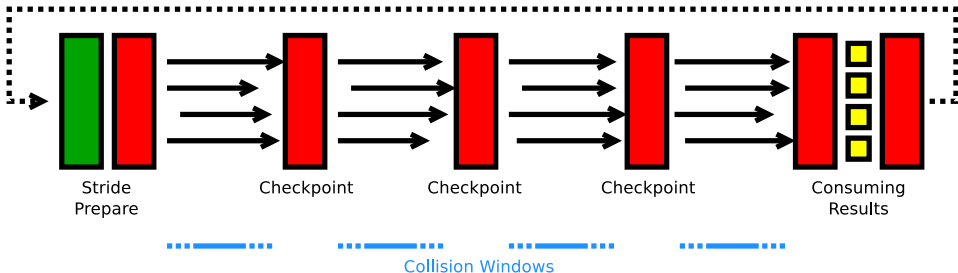 Stride
Prepare
Checkpoint
Checkpoint
Checkpoint
Consuming
Results
Collision Windows